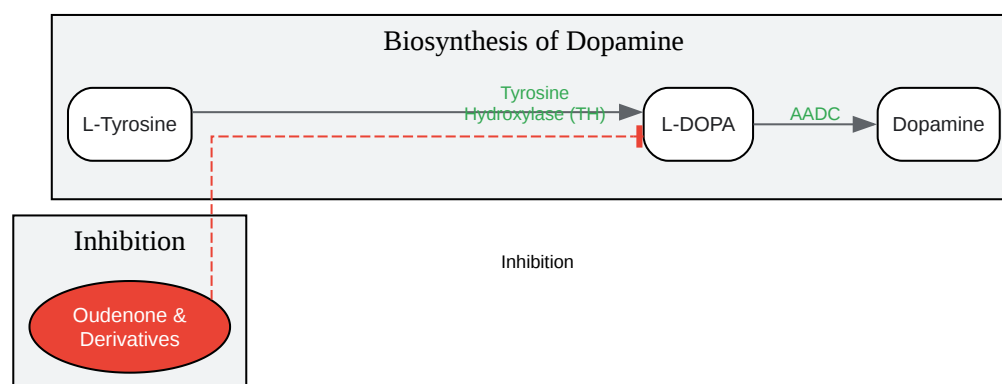 Biosynthesis of Dopamine
L-Tyrosine
Tyrosine
Hydroxylase (TH)
L-DOPA
AADC
Dopamine
Inhibition
Inhibition
Oudenone &
Derivatives